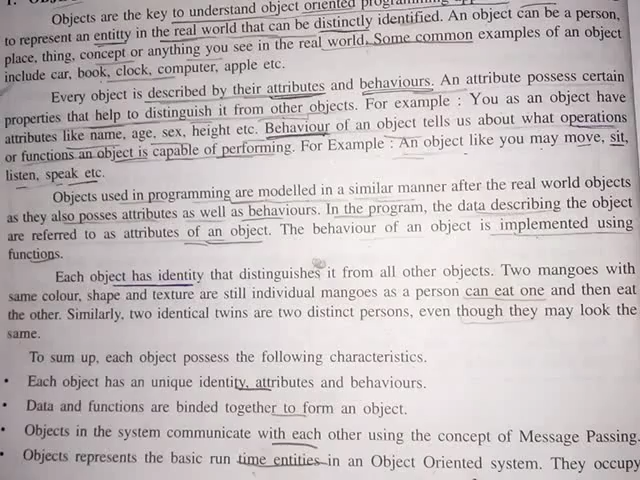 Objects are the key to understand object oriented programming
to represent an entity in the real world that can be distinctly identified. An object can be a person,
place, thing, concept or anything you see in the real world. Some common examples of an object
include car, book, clock, computer, apple etc.
Every object is described by their attributes and behaviours. An attribute possess certain
properties that help to distinguish it from other objects. For example : You as an object have
attributes like name, age, sex, height etc. Behaviour of an object tells us about what operations
or functions an object is capable of performing. For Example : An object like you may move, sit,
listen, speak etc.
Objects used in programming are modelled in a similar manner after the real world objects
as they also posses attributes as well as behaviours. In the program, the data describing the object
are referred to as attributes of an object. The behaviour of an object is implemented using
functions.
Each object has identity that distinguishes it from all other objects. Two mangoes with
same colour, shape and texture are still individual mangoes as a person can eat one and then eat
the other. Similarly, two identical twins are two distinct persons, even though they may look the
same.
To sum up, each object possess the following characteristics.
• Each object has an unique identity, attributes and behaviours.
• Data and functions are binded together to form an object.
• Objects in the system communicate with each other using the concept of Message Passing.
• Objects represents the basic run time entities in an Object Oriented system. They occupy